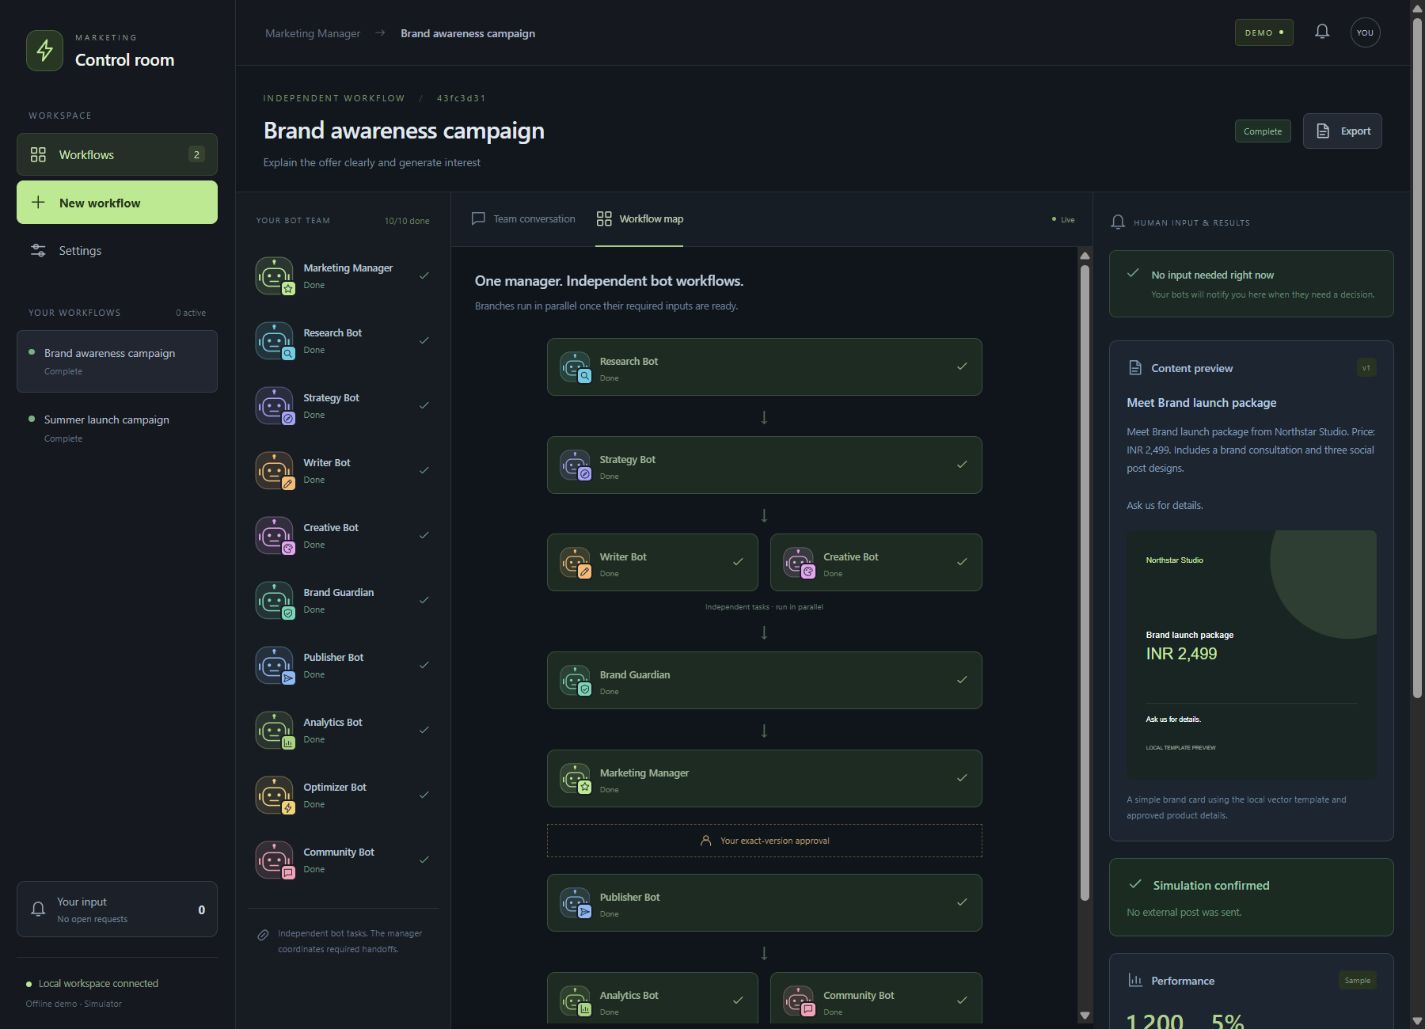 MARKETING
Control room
WORKSPACE
Workflows 2
New workflow
Settings
YOUR WORKFLOWS 0 active
Brand awareness campaign
Complete
Summer launch campaign
Complete
Your input
No open requests
0
Local workspace connected
Offline demo - Simulator
Marketing Manager → Brand awareness campaign
DEMO
YOU
INDEPENDENT WORKFLOW / 43fc3d31
Brand awareness campaign
Explain the offer clearly and generate interest
Complete
Export
YOUR BOT TEAM 10/10 done
Marketing Manager
Done
Research Bot
Done
Strategy Bot
Done
Writer Bot
Done
Creative Bot
Done
Brand Guardian
Done
Publisher Bot
Done
Analytics Bot
Done
Optimizer Bot
Done
Community Bot
Done
Independent bot tasks. The manager
coordinates required handoffs.
Team conversation
Workflow map
Live
One manager. Independent bot workflows.
Branches run in parallel once their required inputs are ready.
Research Bot
Done
Strategy Bot
Done
Writer Bot
Done
Creative Bot
Done
Independent tasks · run in parallel
Brand Guardian
Done
Marketing Manager
Done
Your exact-version approval
Publisher Bot
Done
Analytics Bot
Done
Community Bot
Done
HUMAN INPUT & RESULTS
No input needed right now
Your bots will notify you here when they need a decision.
Content preview v1
Meet Brand launch package
Meet Brand launch package from Northstar Studio. Price:
INR 2,499. Includes a brand consultation and three social
post designs.
Ask us for details.
Northstar Studio
Brand launch package
INR 2,499
Ask us for details.
LOCAL TEMPLATE PREVIEW
A simple brand card using the local vector template and
approved product details.
Simulation confirmed
No external post was sent.
Performance Sample
1,200 5%